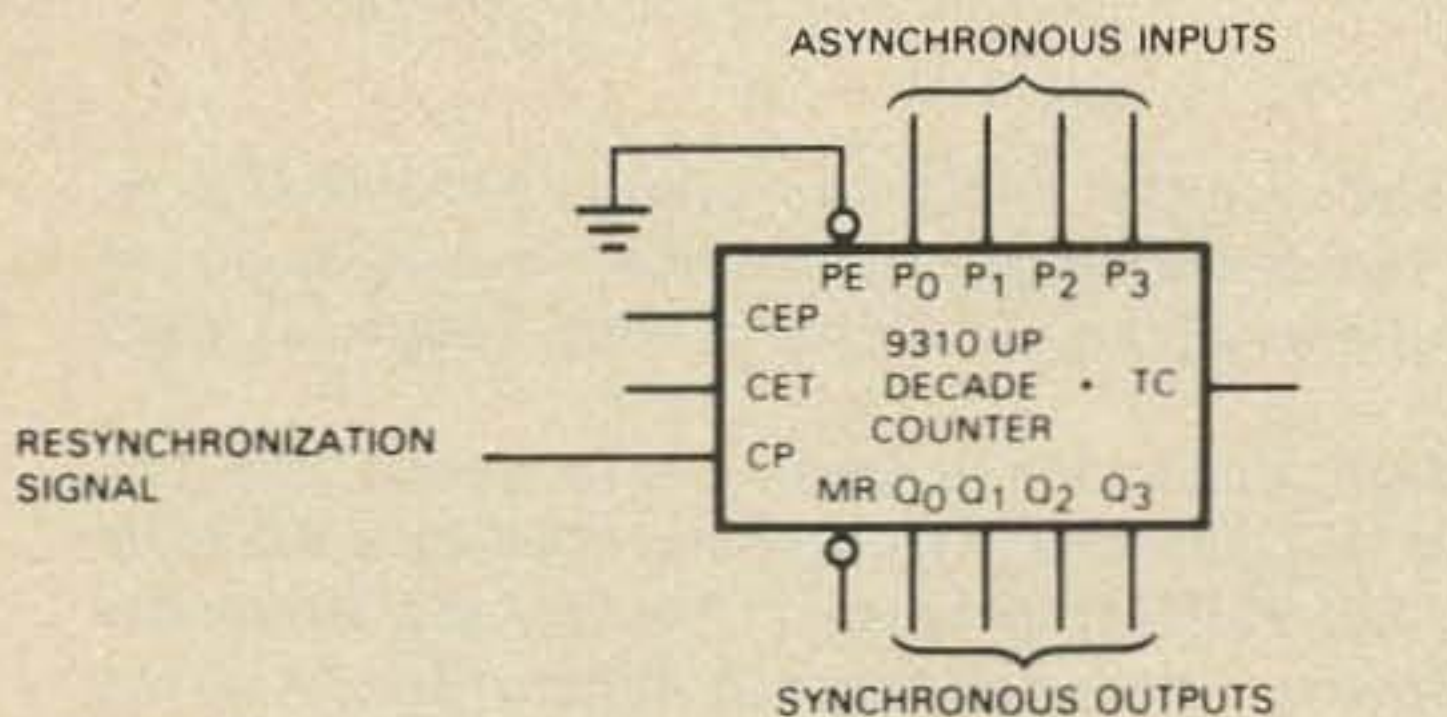 ASYNCHRONOUS INPUTS
PE P0 P1 P2 P3
CEP
9310 UP
CET DECADE • TC
COUNTER
RESYNCHRONIZATION
SIGNAL
CP
MR Q0 Q1 Q2 Q3
SYNCHRONOUS OUTPUTS